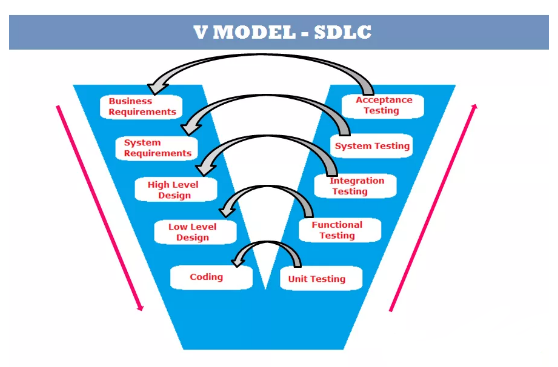 V MODEL - SDLC
Business
Requirements
Acceptance
Testing
System
Requirements
System Testing
High Level
Design
Integration
Testing
Low Level
Design
Functional
Testing
Coding
Unit Testing